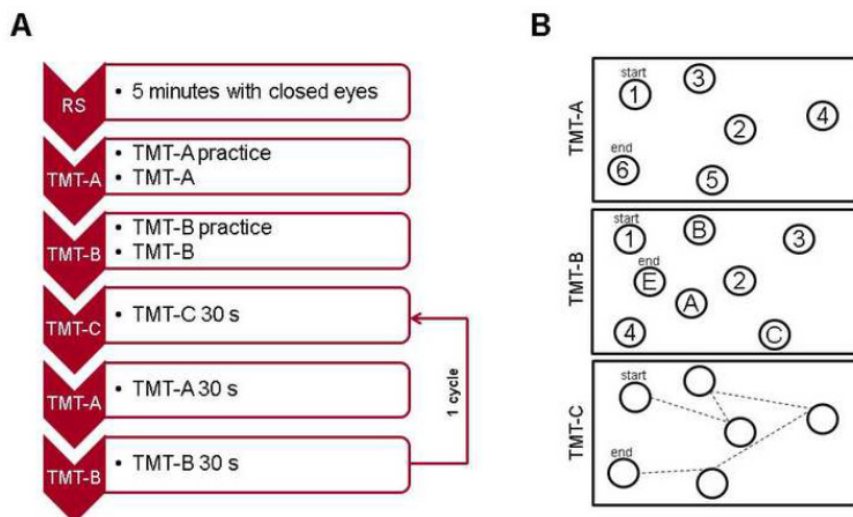 A
RS
• 5 minutes with closed eyes
TMT-A
• TMT-A practice
• TMT-A
TMT-B
• TMT-B practice
• TMT-B
TMT-C
• TMT-C 30 s
TMT-A
• TMT-A 30 s
TMT-B
• TMT-B 30 s
1 cycle
B
TMT-A
start
1
3
2
4
end
6
5
TMT-B
start
1
B
3
end
E
2
A
4
C
TMT-C
start
end